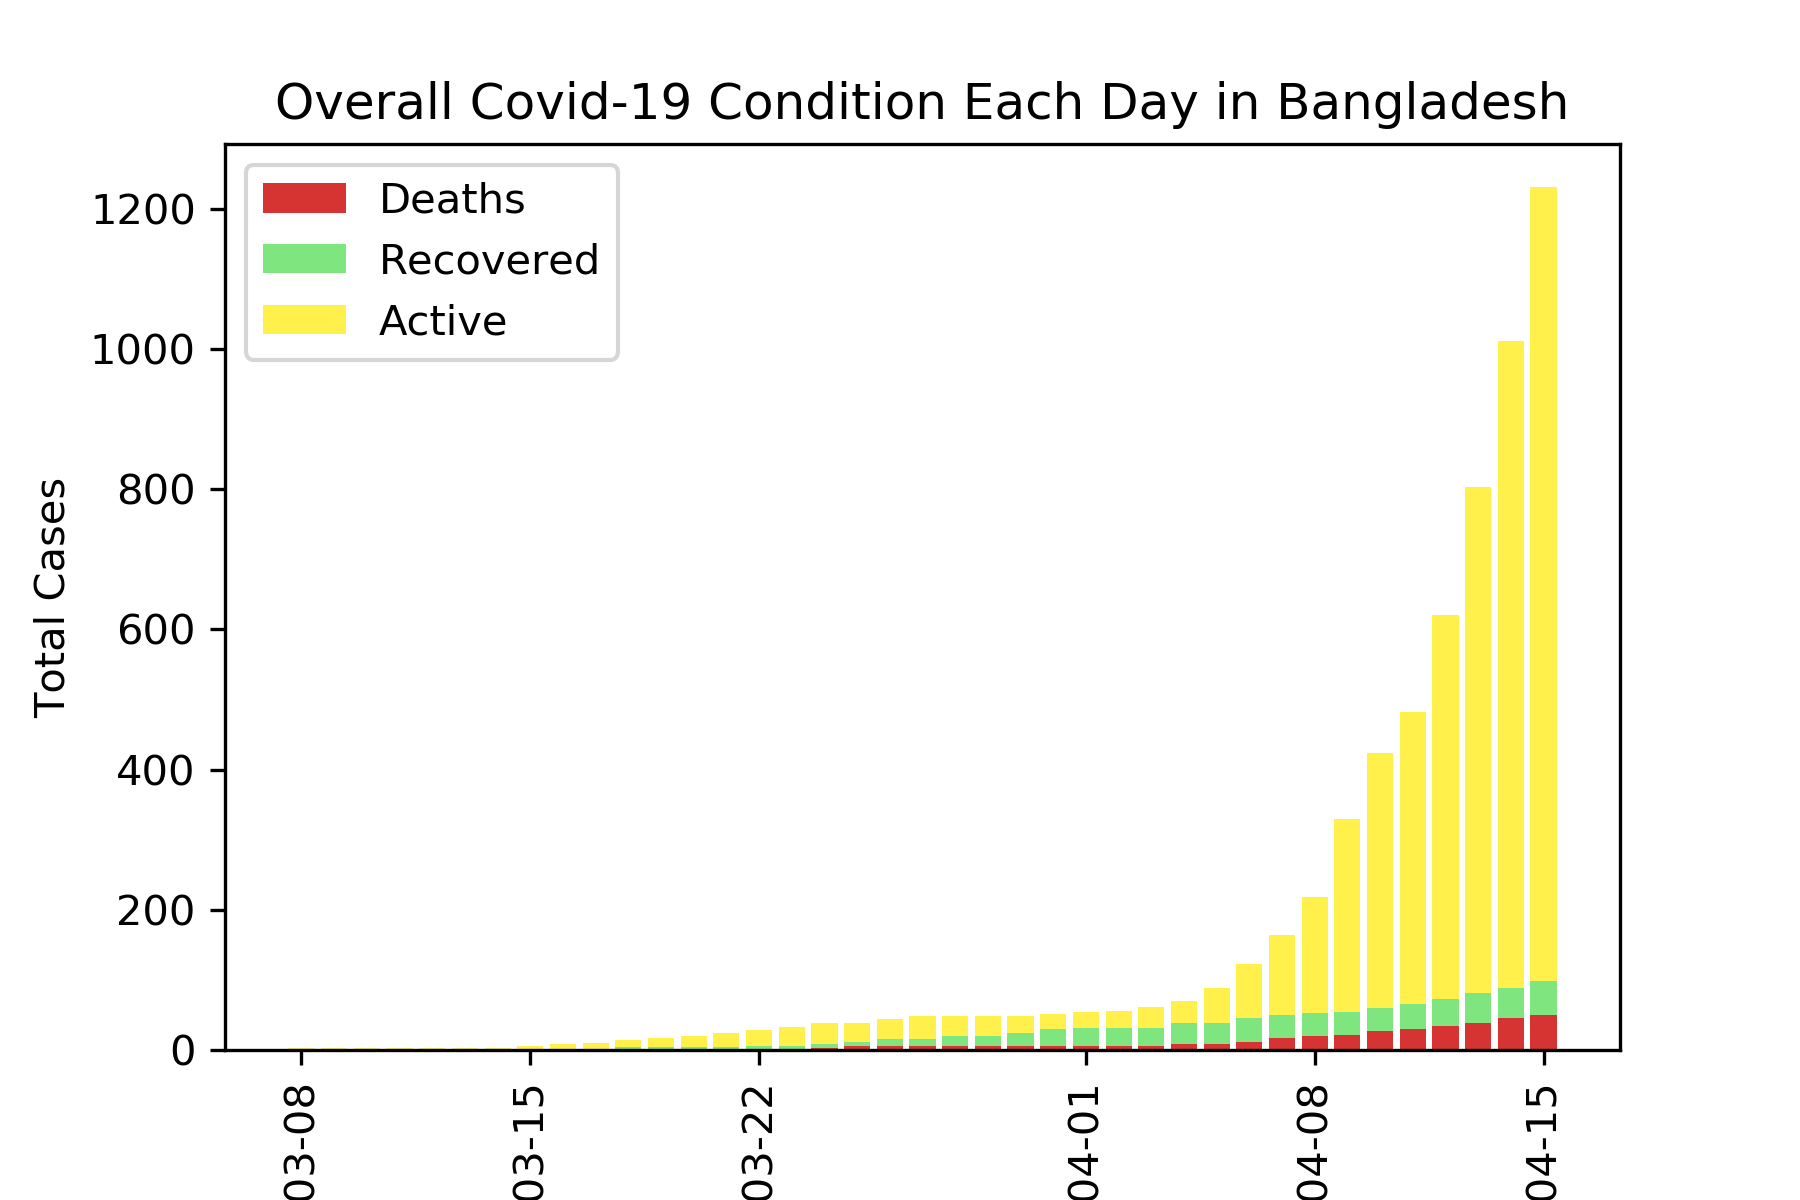 Overall Covid-19 Condition Each Day in Bangladesh
Deaths
Recovered
Active
Total Cases
1200
1000
800
600
400
200
0
03-08
03-15
03-22
04-01
04-08
04-15